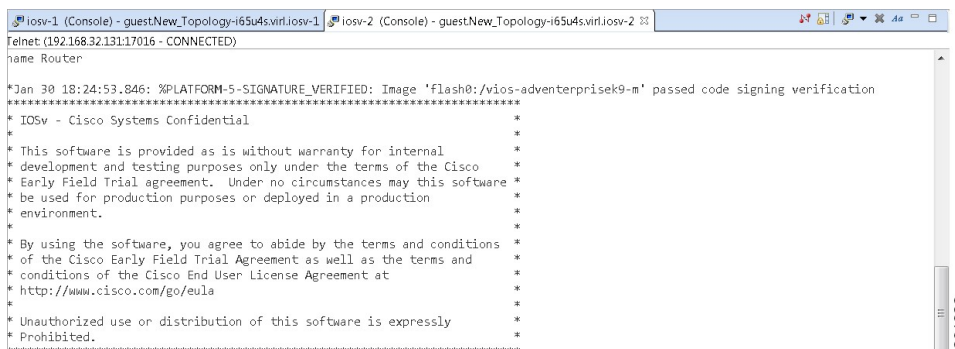 iosv-1 (Console) - guest.New_Topology-i65u4s.virl.iosv-1 iosv-2 (Console) - guest.New_Topology-i65u4s.virl.iosv-2
Telnet: (192.168.32.131:17016 - CONNECTED)
name Router
*Jan 30 18:24:53.846: %PLATFORM-5-SIGNATURE_VERIFIED: Image 'flash0:/vios-adventerprisek9-m' passed code signing verification
**************************************************************************
* IOSv - Cisco Systems Confidential *
* *
* This software is provided as is without warranty for internal *
* development and testing purposes only under the terms of the Cisco *
* Early Field Trial agreement. Under no circumstances may this software *
* be used for production purposes or deployed in a production *
* environment. *
* *
* By using the software, you agree to abide by the terms and conditions *
* of the Cisco Early Field Trial Agreement as well as the terms and *
* conditions of the Cisco End User License Agreement at *
* http://www.cisco.com/go/eula *
* *
* Unauthorized use or distribution of this software is expressly *
* Prohibited. *
**************************************************************************